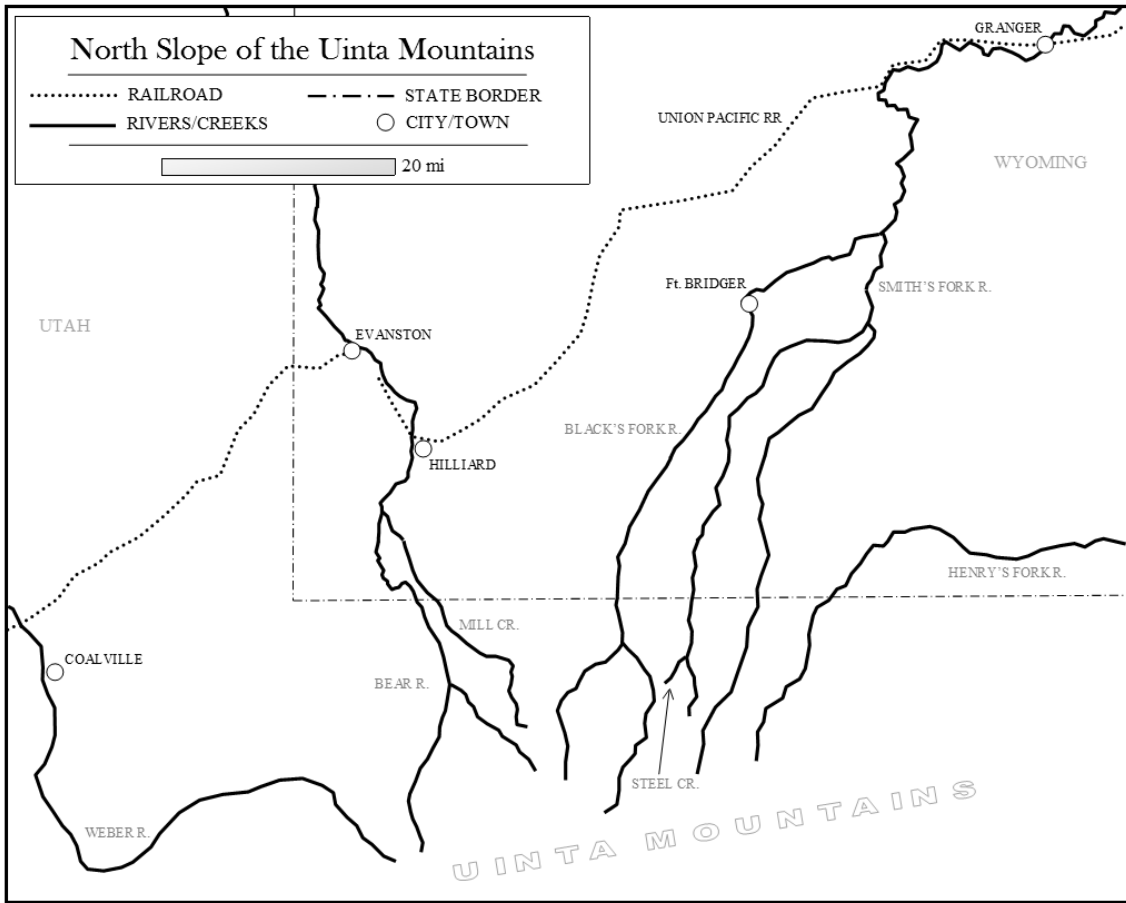 North Slope of the Uinta Mountains
RAILROAD
STATE BORDER
RIVERS/CREEKS
CITY/TOWN
20 mi
GRANGER
UNION PACIFIC RR
WYOMING
Ft. BRIDGER
SMITH'S FORK R.
UTAH
EVANSTON
BLACK'S FORK R.
HILLIARD
HENRY'S FORK R.
MILL CR.
COALVILLE
BEAR R.
STEEL CR.
WEBER R.
UINTA MOUNTAINS